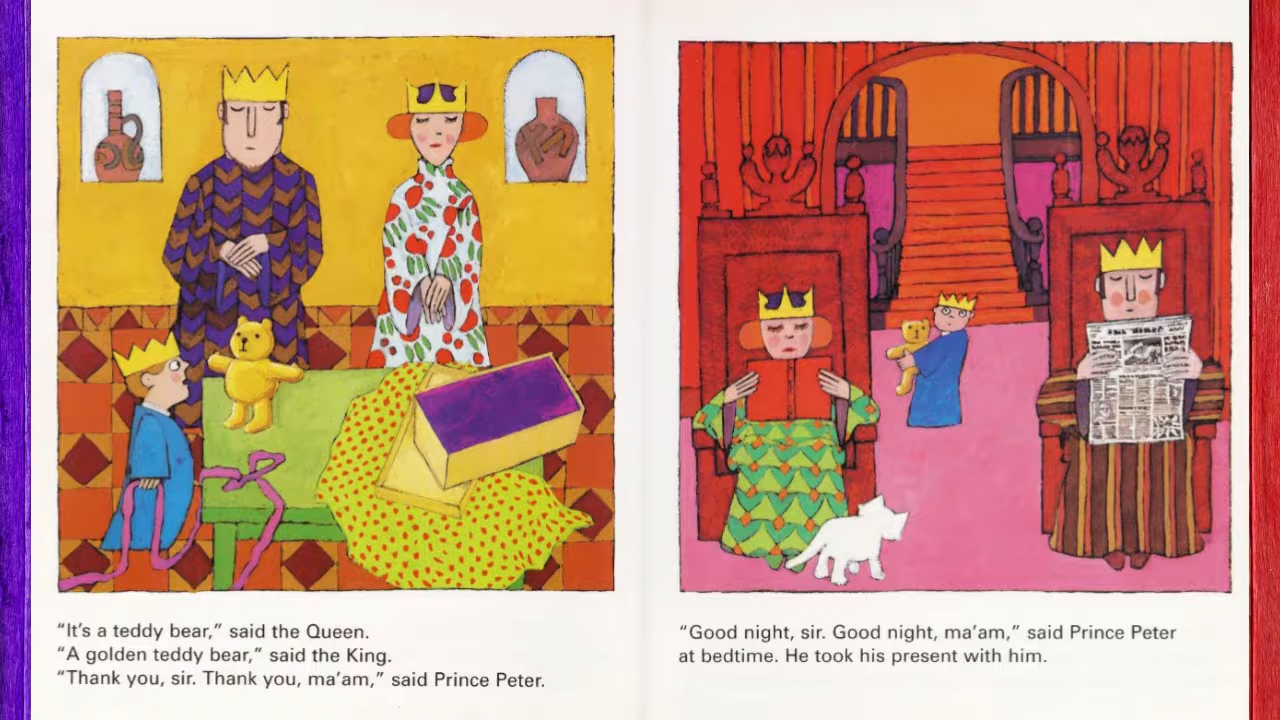 “It’s a teddy bear,” said the Queen.
“A golden teddy bear,” said the King.
“Thank you, sir. Thank you, ma’am,” said Prince Peter.
“Good night, sir. Good night, ma’am,” said Prince Peter
at bedtime. He took his present with him.